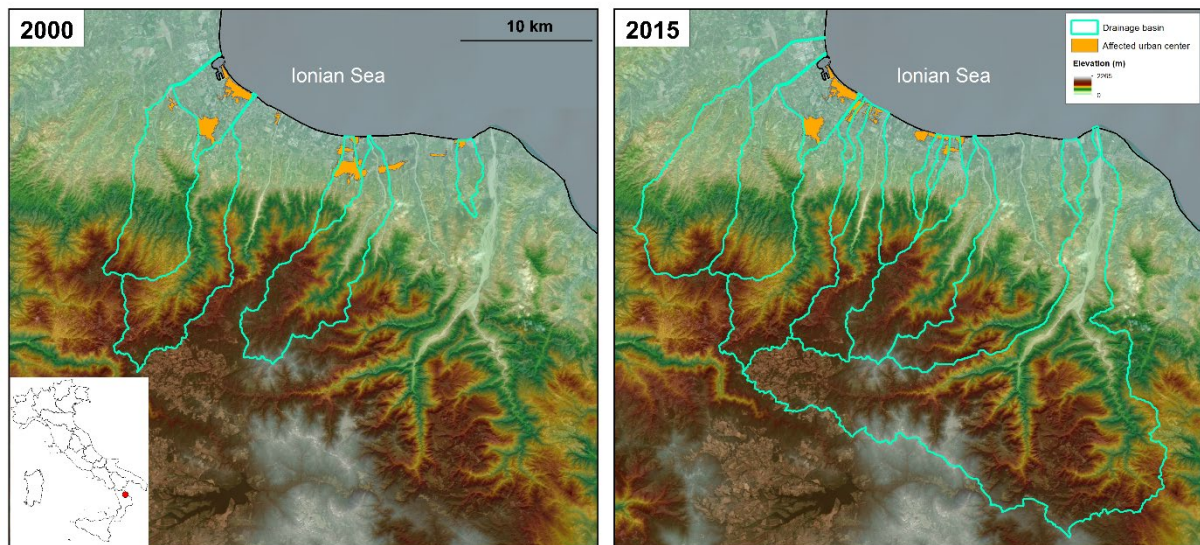 2000
10 km
Ionian Sea
2015
Ionian Sea
Drainage basin
Affected urban center
Elevation (m)
2265
0